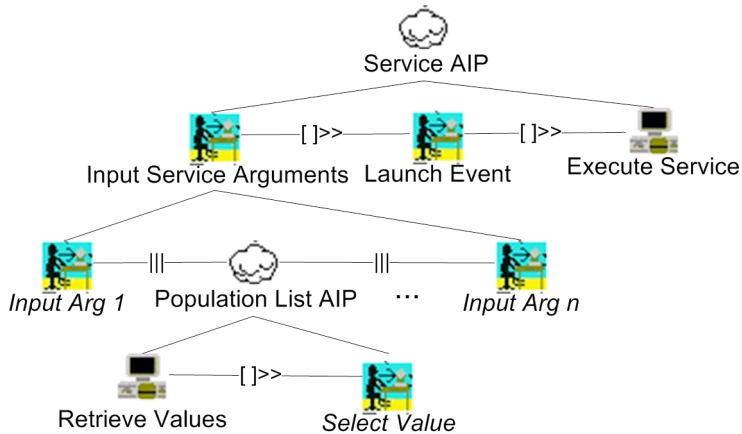 Service AIP
[ ]>> [ ]>>
Input Service Arguments Launch Event Execute Service
||| |||
Input Arg 1 Population List AIP ... Input Arg n
[ ]>>
Retrieve Values Select Value